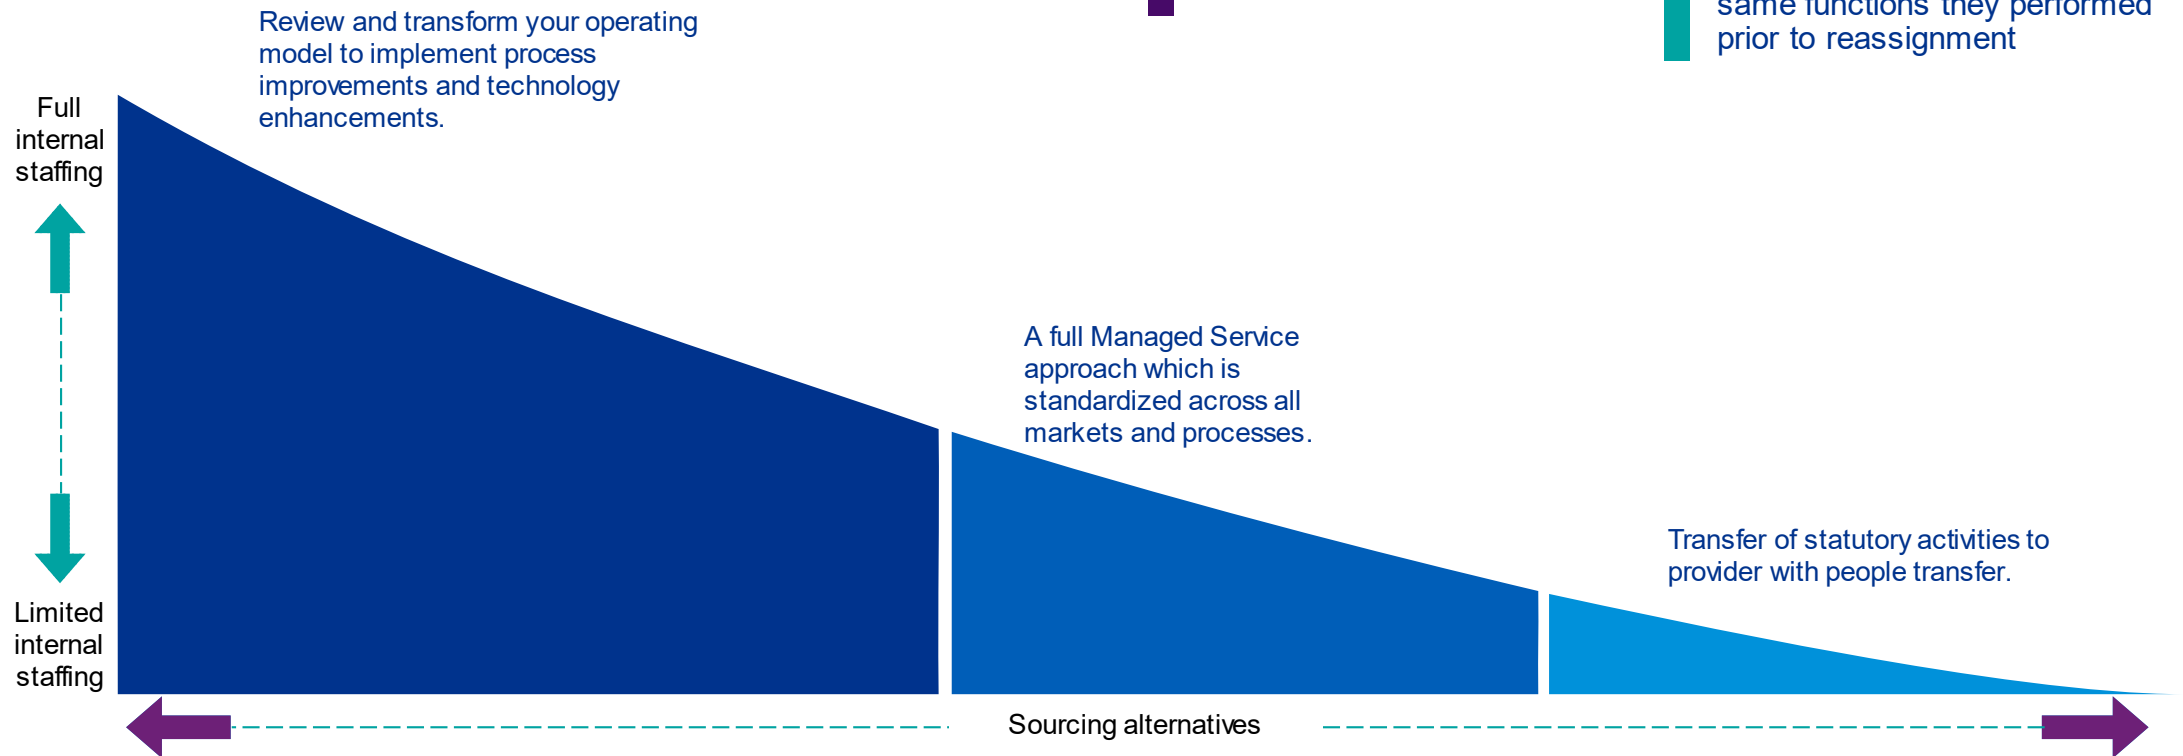 same functions they performed
prior to reassignment
Review and transform your operating
model to implement process
improvements and technology
enhancements.
Full
internal
staffing
A full Managed Service
approach which is
standardized across all
markets and processes.
Transfer of statutory activities to
provider with people transfer.
Limited
internal
staffing
Sourcing alternatives